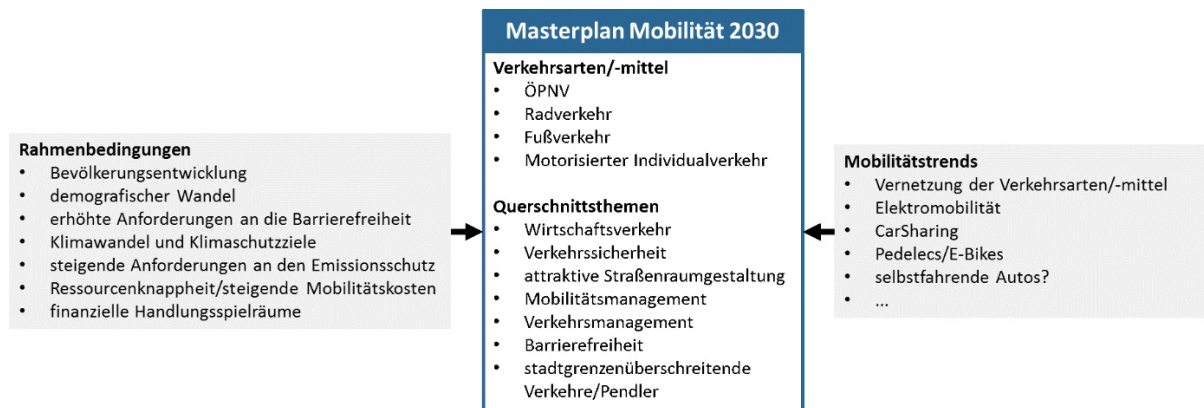 Masterplan Mobilität 2030
Verkehrsarten/-mittel
• ÖPNV
• Radverkehr
• Fußverkehr
• Motorisierter Individualverkehr
Querschnittsthemen
• Wirtschaftsverkehr
• Verkehrssicherheit
• attraktive Straßenraumgestaltung
• Mobilitätsmanagement
• Verkehrsmanagement
• Barrierefreiheit
• stadtgrenzenüberschreitende
Verkehre/Pendler
Rahmenbedingungen
• Bevölkerungsentwicklung
• demografischer Wandel
• erhöhte Anforderungen an die Barrierefreiheit
• Klimawandel und Klimaschutzziele
• steigende Anforderungen an den Emissionsschutz
• Ressourcenknappheit/steigende Mobilitätskosten
• finanzielle Handlungsspielräume
Mobilitätstrends
• Vernetzung der Verkehrsarten/-mittel
• Elektromobilität
• CarSharing
• Pedelecs/E-Bikes
• selbstfahrende Autos?
• ...